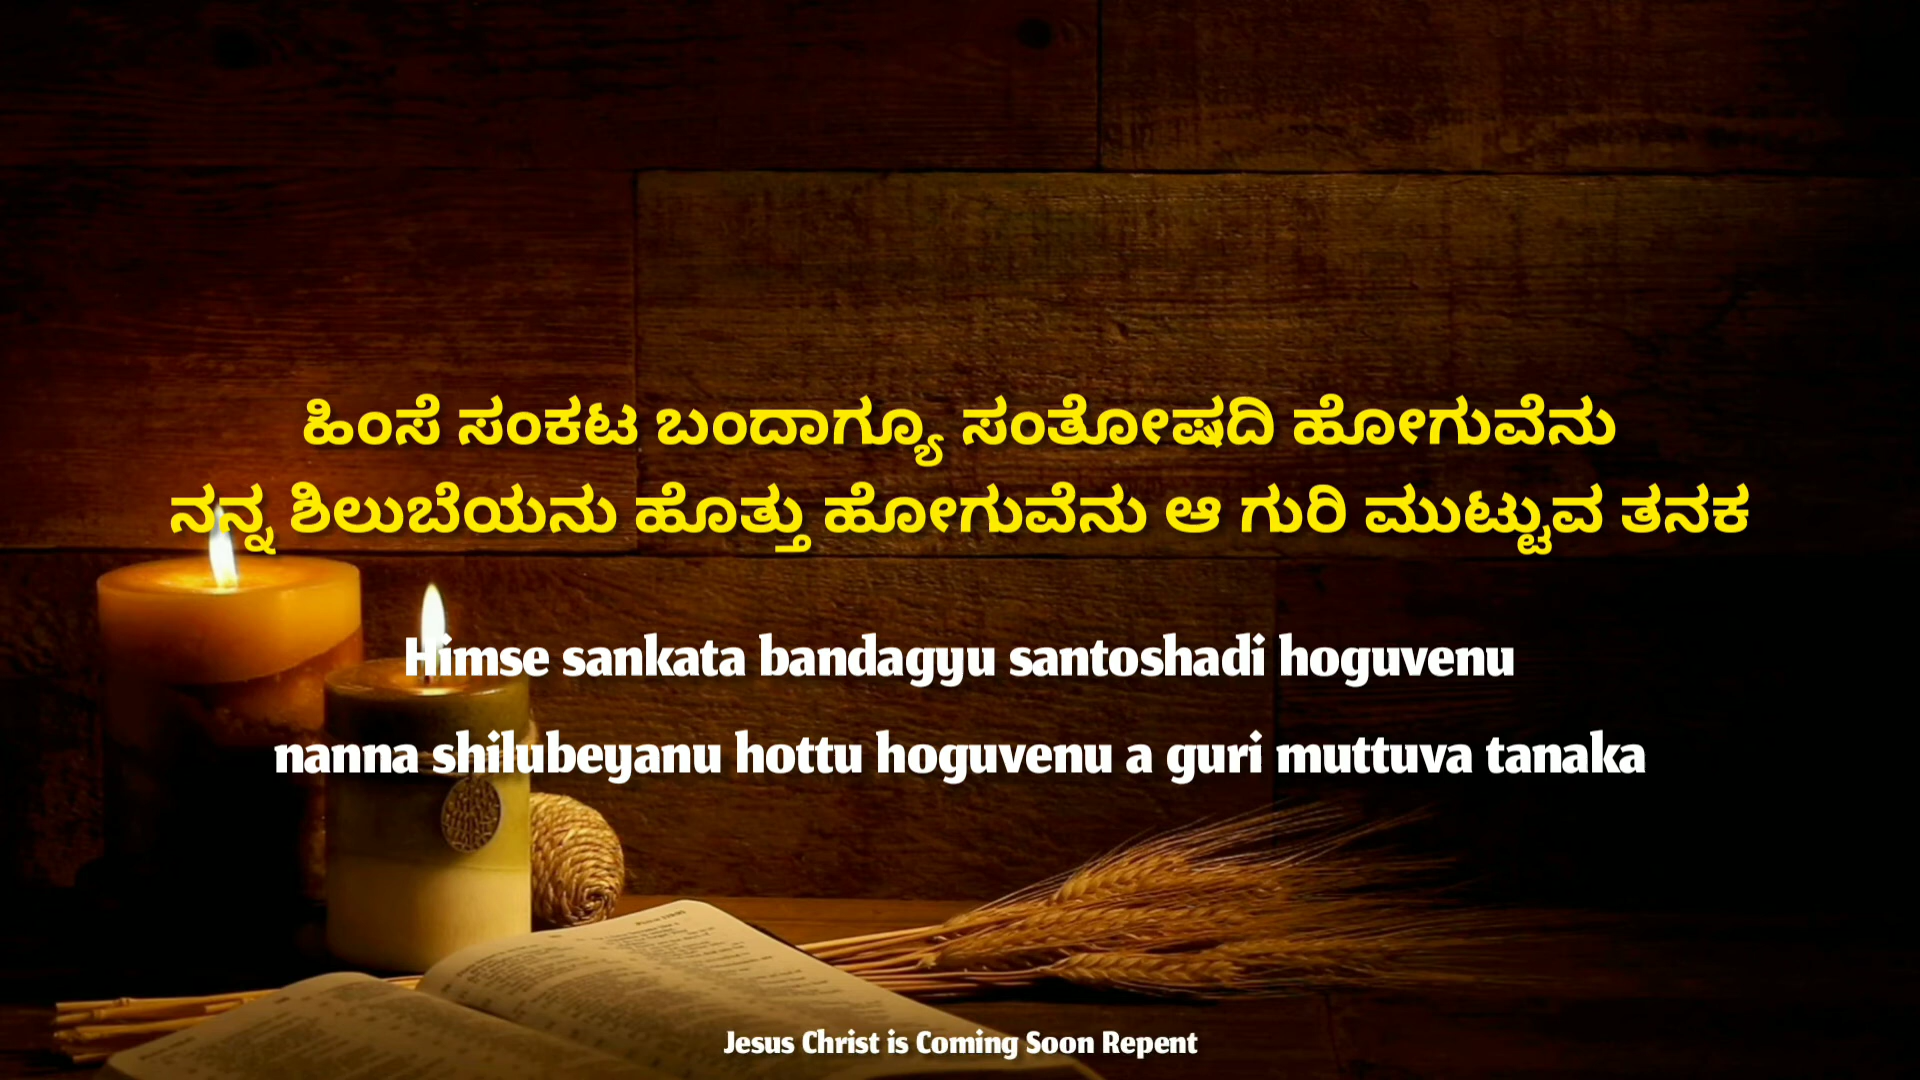 ಹಿಂಸೆ ಸಂಕಟ ಬಂದಾಗ್ಯೂ ಸಂತೋಷದಿ ಹೋಗುವೆನು
ನನ್ನ ಶಿಲುಬೆಯನು ಹೊತ್ತು ಹೋಗುವೆನು ಆ ಗುರಿ ಮುಟ್ಟುವ ತನಕ
Himse sankata bandagyu santoshadi hoguvenu
nanna shilubeyanu hottu hoguvenu a guri muttuva tanaka
Jesus Christ is Coming Soon Repent